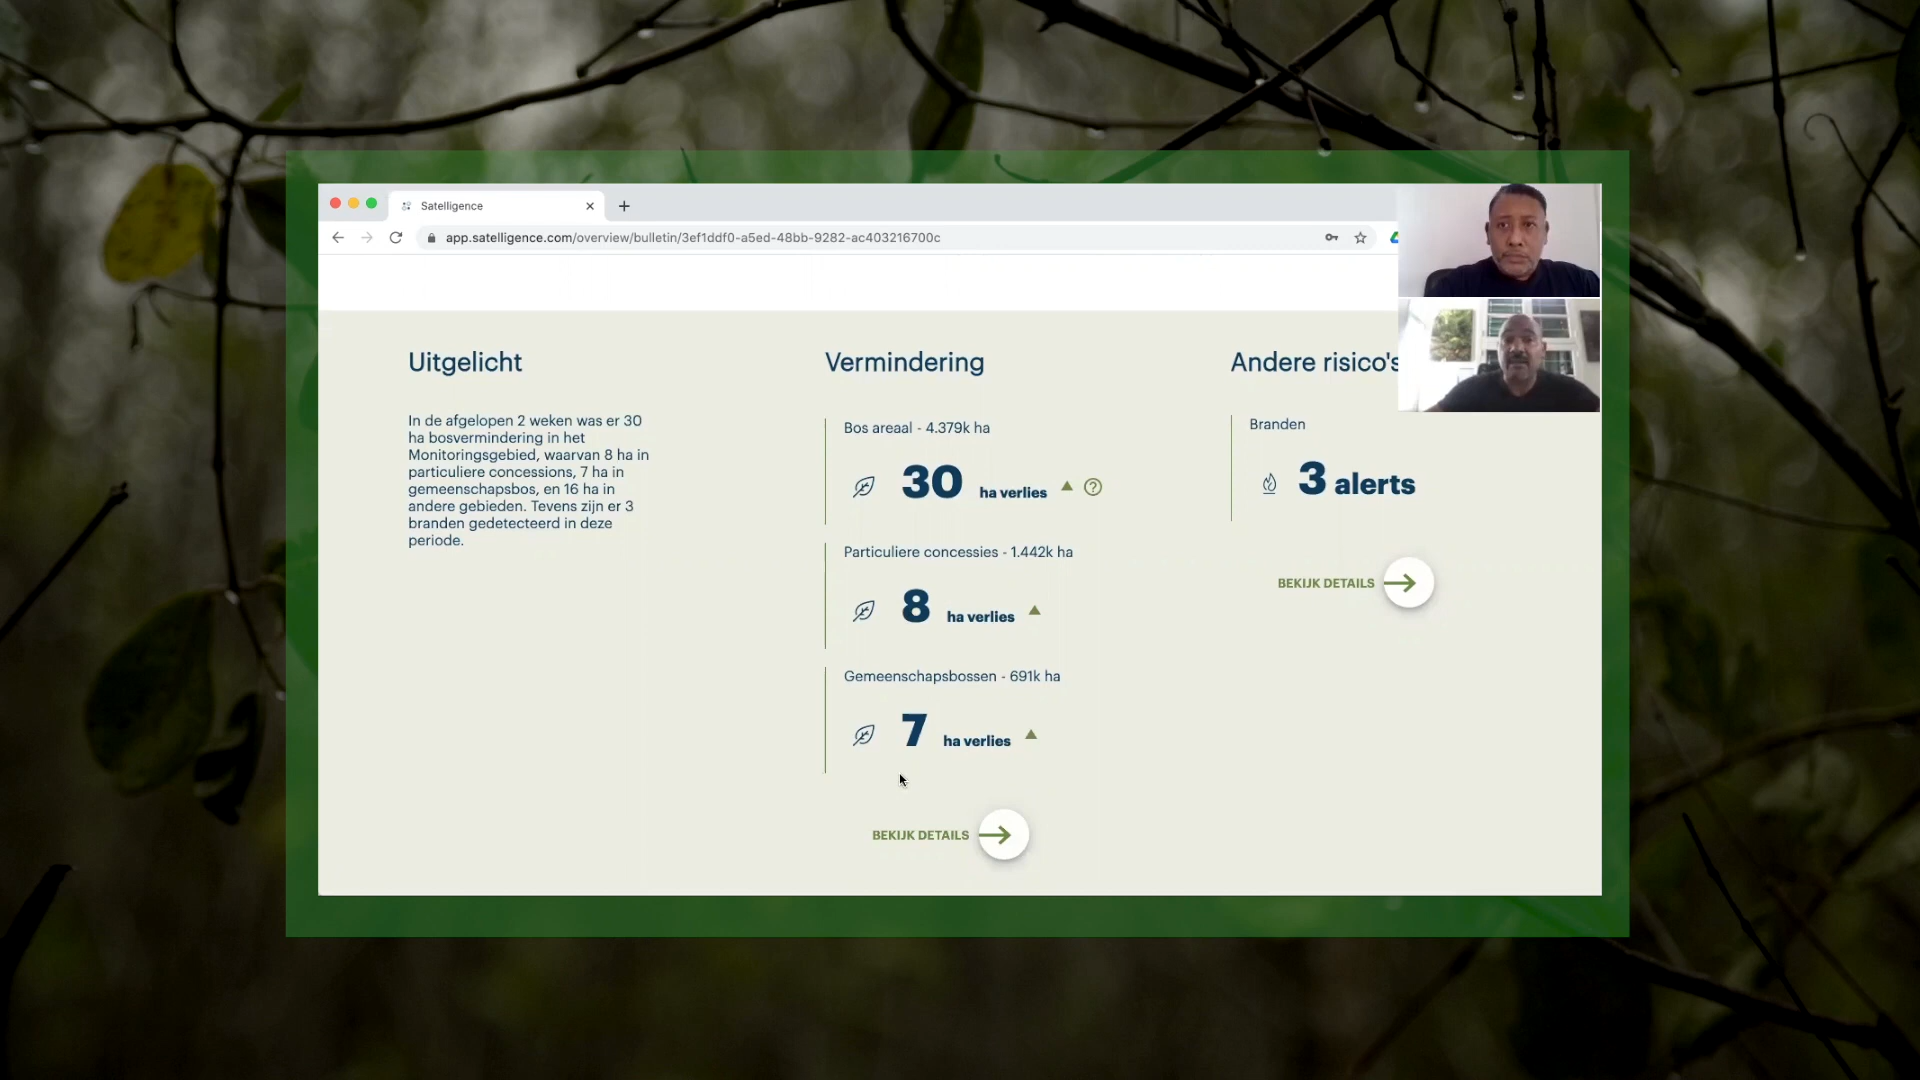 Satelligence
app.satelligence.com/overview/bulletin/3ef1ddf0-a5ed-48bb-9282-ac403216700c
Uitgelicht
In de afgelopen 2 weken was er 30
ha bosvermindering in het
Monitoringsgebied, waarvan 8 ha in
particuliere concessions, 7 ha in
gemeenschapsbos, en 16 ha in
andere gebieden. Tevens zijn er 3
branden gedetecteerd in deze
periode.
Vermindering
Bos areaal - 4.379k ha
30 ha verlies
Particuliere concessies - 1.442k ha
8 ha verlies
Gemeenschapsbossen - 691k ha
7 ha verlies
BEKIJK DETAILS
Andere risico's
Branden
3 alerts
BEKIJK DETAILS